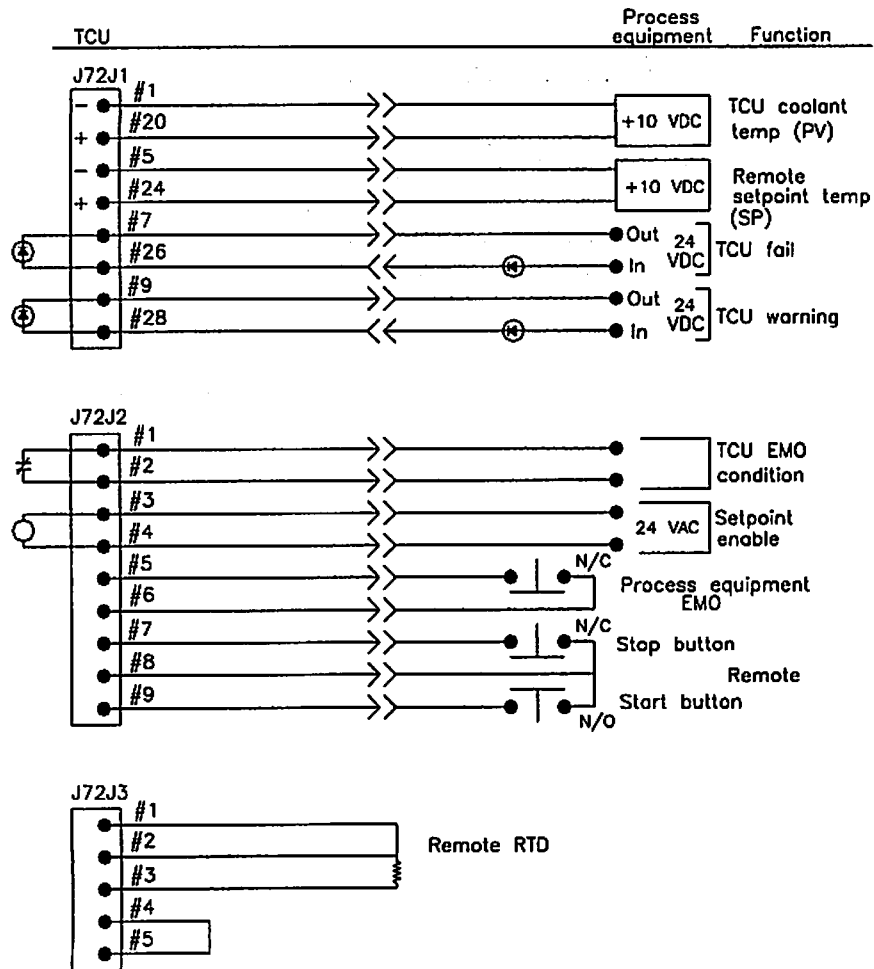 TCU Process equipment Function
J72J1
#1
− +10 VDC TCU coolant temp (PV)
#20
+
#5
− +10 VDC Remote setpoint temp (SP)
#24
+
#7
Out 24 VDC TCU fail
#26
In
#9
Out 24 VDC TCU warning
#28
In
J72J2
#1
TCU EMO condition
#2
#3
24 VAC Setpoint enable
#4
#5
N/C
Process equipment EMO
#6
#7
N/C
Stop button
#8
Remote
#9
Start button
N/O
J72J3
#1
#2
Remote RTD
#3
#4
#5